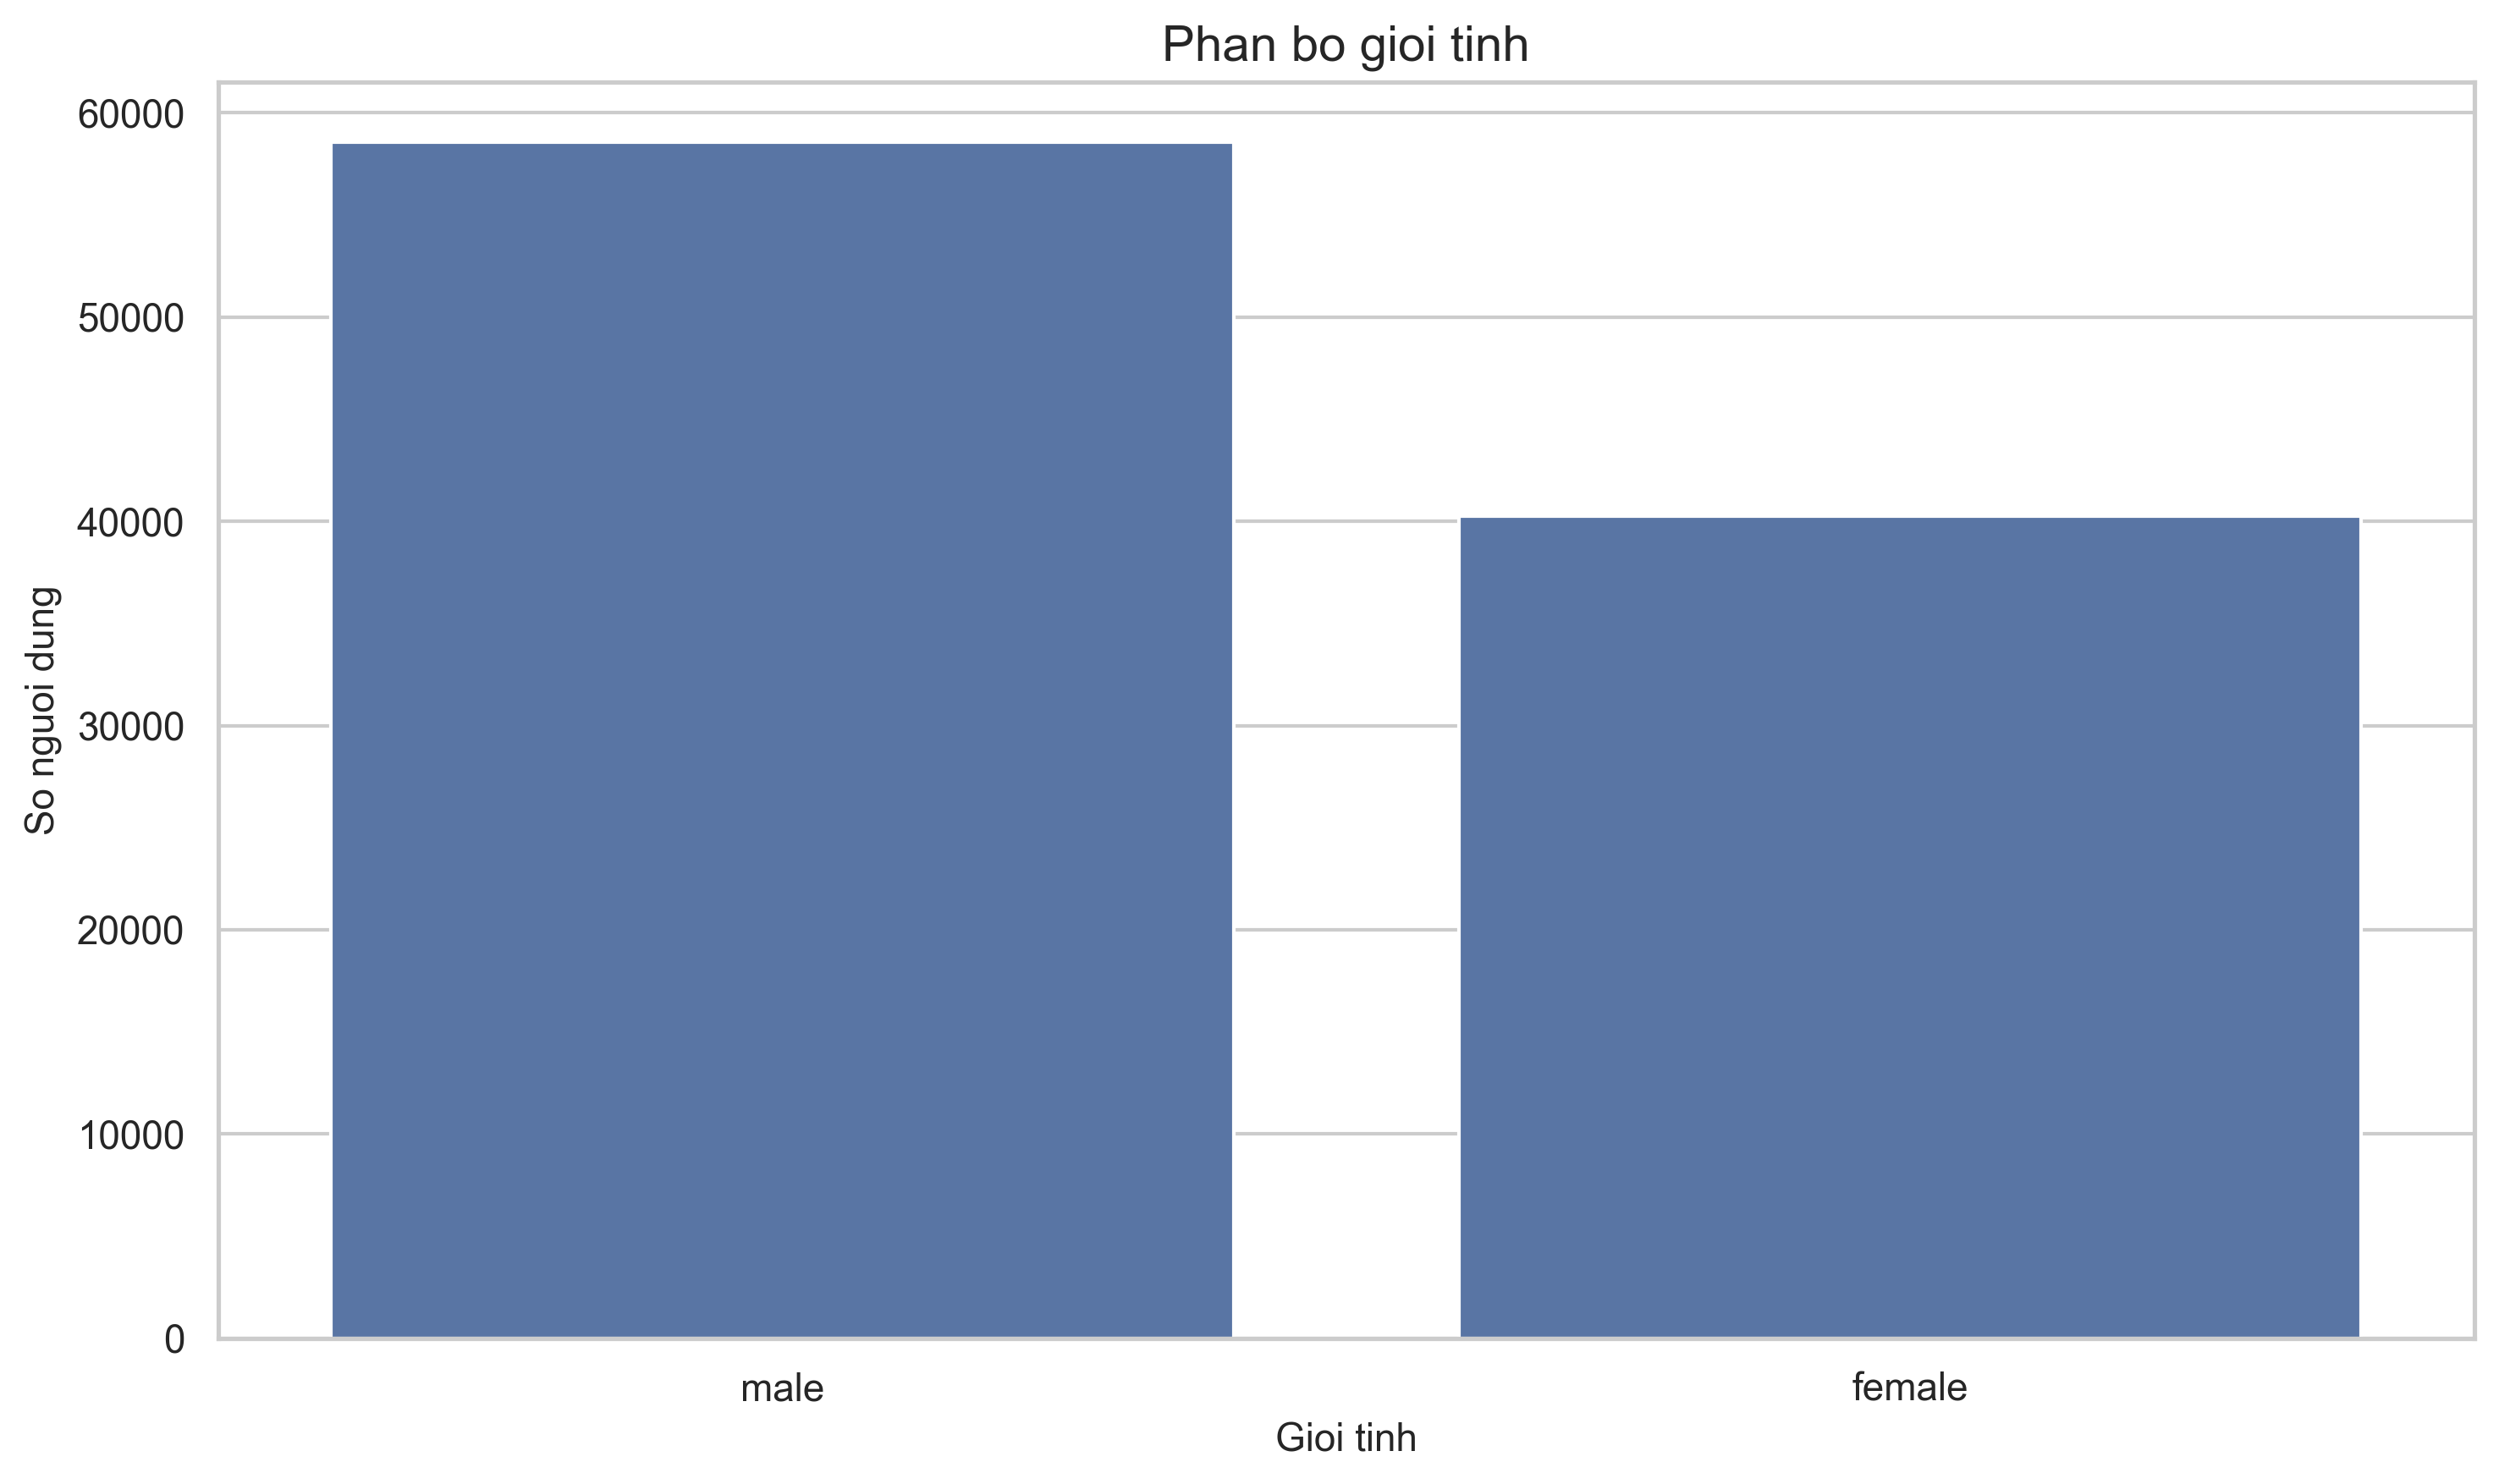 Phan bo gioi tinh
60000
50000
40000
30000
20000
10000
0
So nguoi dung
male
female
Gioi tinh